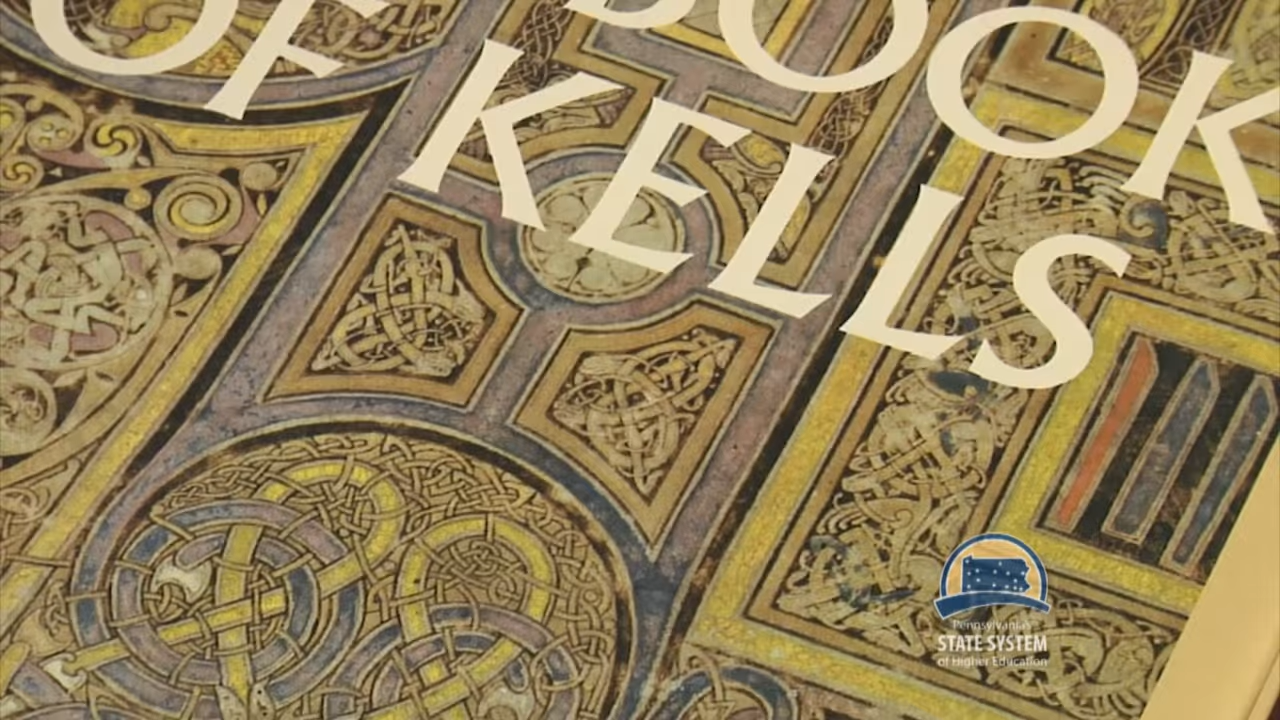 BOOK
OF KELLS
Pennsylvania's
STATE SYSTEM
of Higher Education